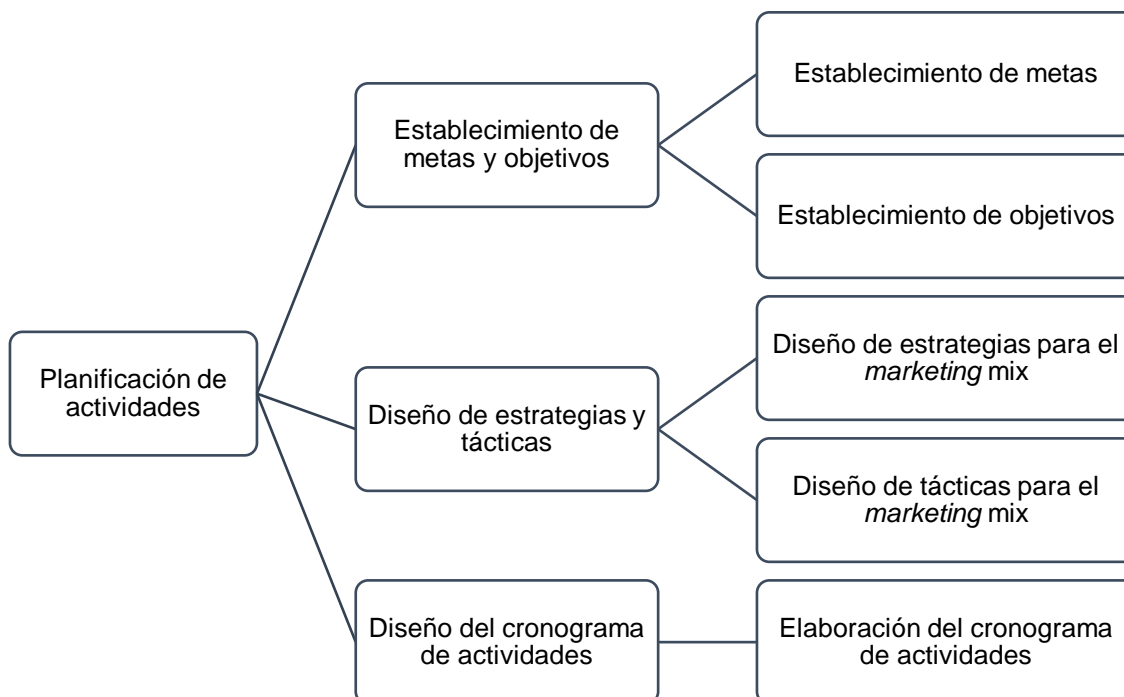 Planificación de
actividades
Establecimiento de
metas y objetivos
Establecimiento de metas
Establecimiento de objetivos
Diseño de estrategias y
tácticas
Diseño de estrategias para el
marketing mix
Diseño de tácticas para el
marketing mix
Diseño del cronograma
de actividades
Elaboración del cronograma
de actividades